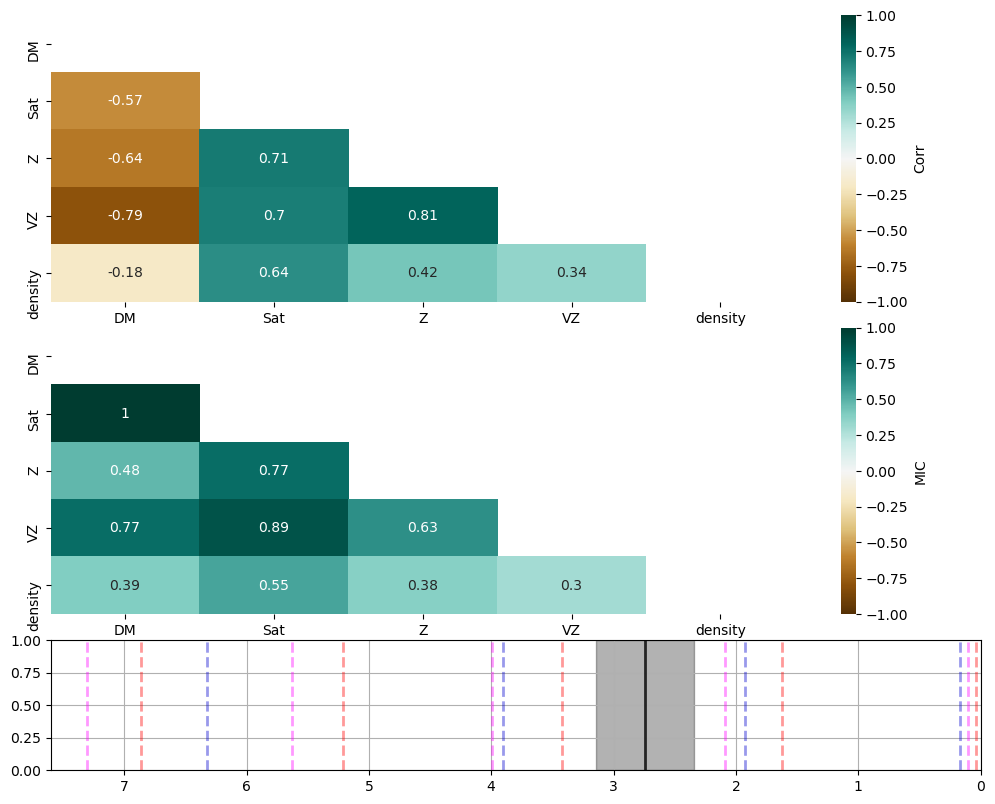 DM
Sat
Z
VZ
density
-0.57
-0.64 0.71
-0.79 0.7 0.81
-0.18 0.64 0.42 0.34
DM Sat Z VZ density
1.00
0.75
0.50
0.25
0.00
−0.25
−0.50
−0.75
−1.00
Corr
DM
Sat
Z
VZ
density
1
0.48 0.77
0.77 0.89 0.63
0.39 0.55 0.38 0.3
DM Sat Z VZ density
1.00
0.75
0.50
0.25
0.00
−0.25
−0.50
−0.75
−1.00
MIC
1.00
0.75
0.50
0.25
0.00
7 6 5 4 3 2 1 0